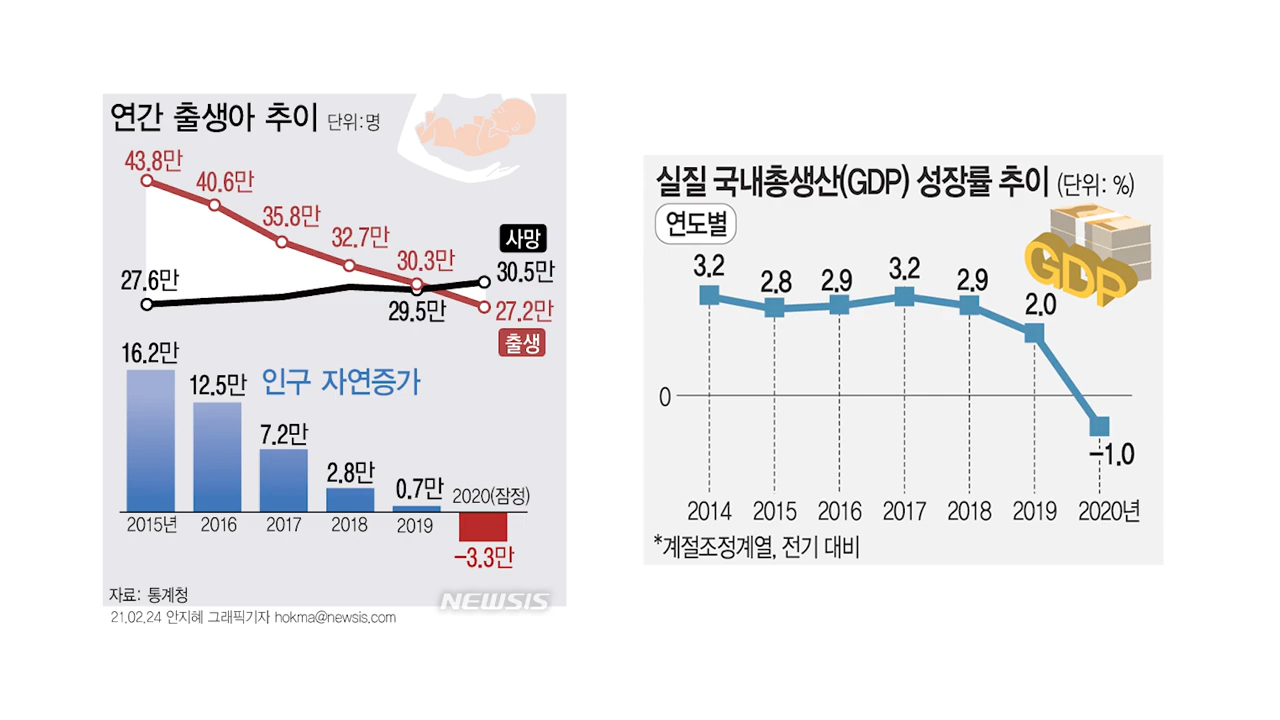 연간 출생아 추이 단위:명
43.8만
40.6만
35.8만
32.7만
30.3만
사망
27.6만
30.5만
29.5만
27.2만
출생
16.2만
12.5만
인구 자연증가
7.2만
2.8만
0.7만
2020(잠정)
2015년 2016 2017 2018 2019
-3.3만
자료: 통계청
NEWSIS
21.02.24 안지혜 그래픽기자 hokma@newsis.com
실질 국내총생산(GDP) 성장률 추이 (단위: %)
연도별
GDP
3.2 2.8 2.9 3.2 2.9 2.0
0
-1.0
2014 2015 2016 2017 2018 2019 2020년
*계절조정계열, 전기 대비